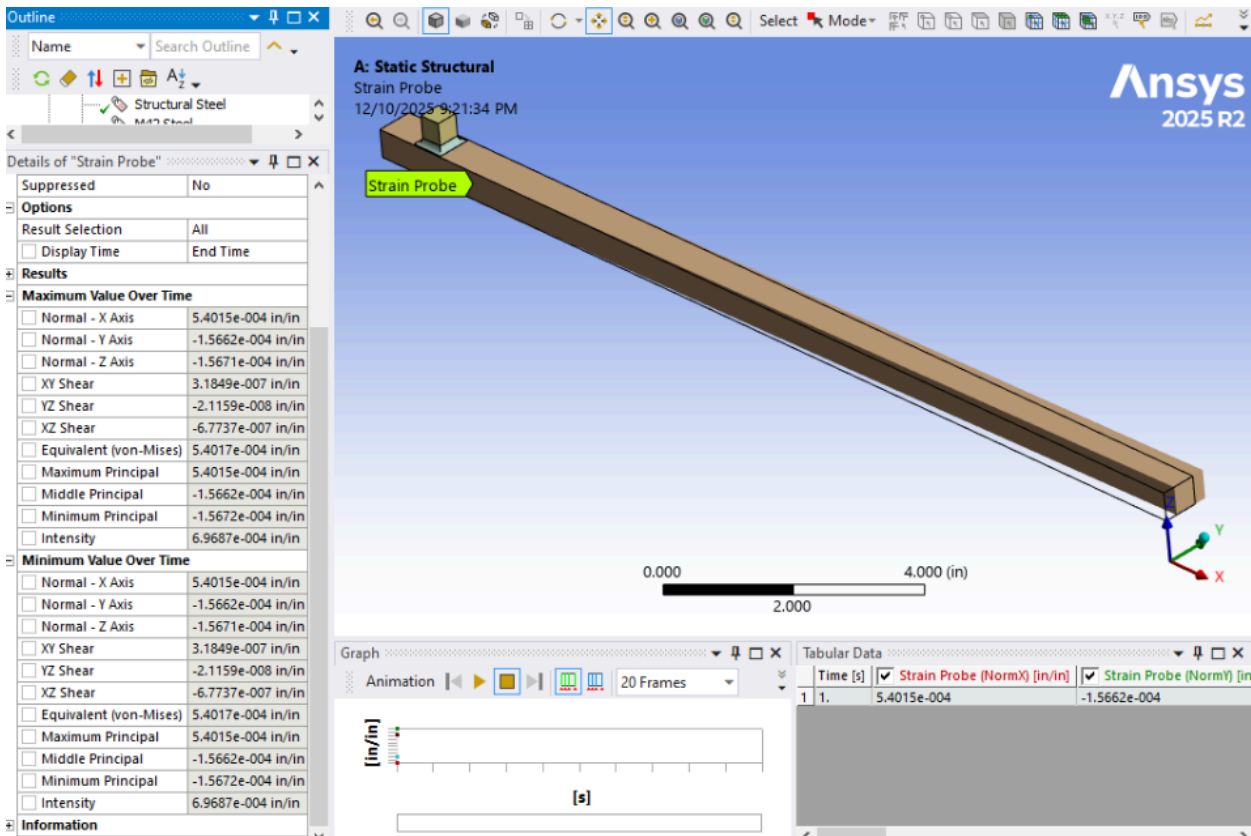 Outline
Name
Search Outline
Structural Steel
Details of "Strain Probe"
Suppressed No
Options
Result Selection All
Display Time End Time
Results
Maximum Value Over Time
Normal - X Axis 5.4015e-004 in/in
Normal - Y Axis -1.5662e-004 in/in
Normal - Z Axis -1.5671e-004 in/in
XY Shear 3.1849e-007 in/in
YZ Shear -2.1159e-008 in/in
XZ Shear -6.7737e-007 in/in
Equivalent (von-Mises) 5.4017e-004 in/in
Maximum Principal 5.4015e-004 in/in
Middle Principal -1.5662e-004 in/in
Minimum Principal -1.5672e-004 in/in
Intensity 6.9687e-004 in/in
Minimum Value Over Time
Normal - X Axis 5.4015e-004 in/in
Normal - Y Axis -1.5662e-004 in/in
Normal - Z Axis -1.5671e-004 in/in
XY Shear 3.1849e-007 in/in
YZ Shear -2.1159e-008 in/in
XZ Shear -6.7737e-007 in/in
Equivalent (von-Mises) 5.4017e-004 in/in
Maximum Principal 5.4015e-004 in/in
Middle Principal -1.5662e-004 in/in
Minimum Principal -1.5672e-004 in/in
Intensity 6.9687e-004 in/in
Information
Select Mode
A: Static Structural
Strain Probe
12/10/2025 9:21:34 PM
Ansys
2025 R2
Strain Probe
Z
Y
X
0.000 4.000 (in)
2.000
Graph
Animation 20 Frames
[in/in]
[s]
Tabular Data
Time [s] Strain Probe (NormX) [in/in] Strain Probe (NormY) [in
1 1. 5.4015e-004 -1.5662e-004